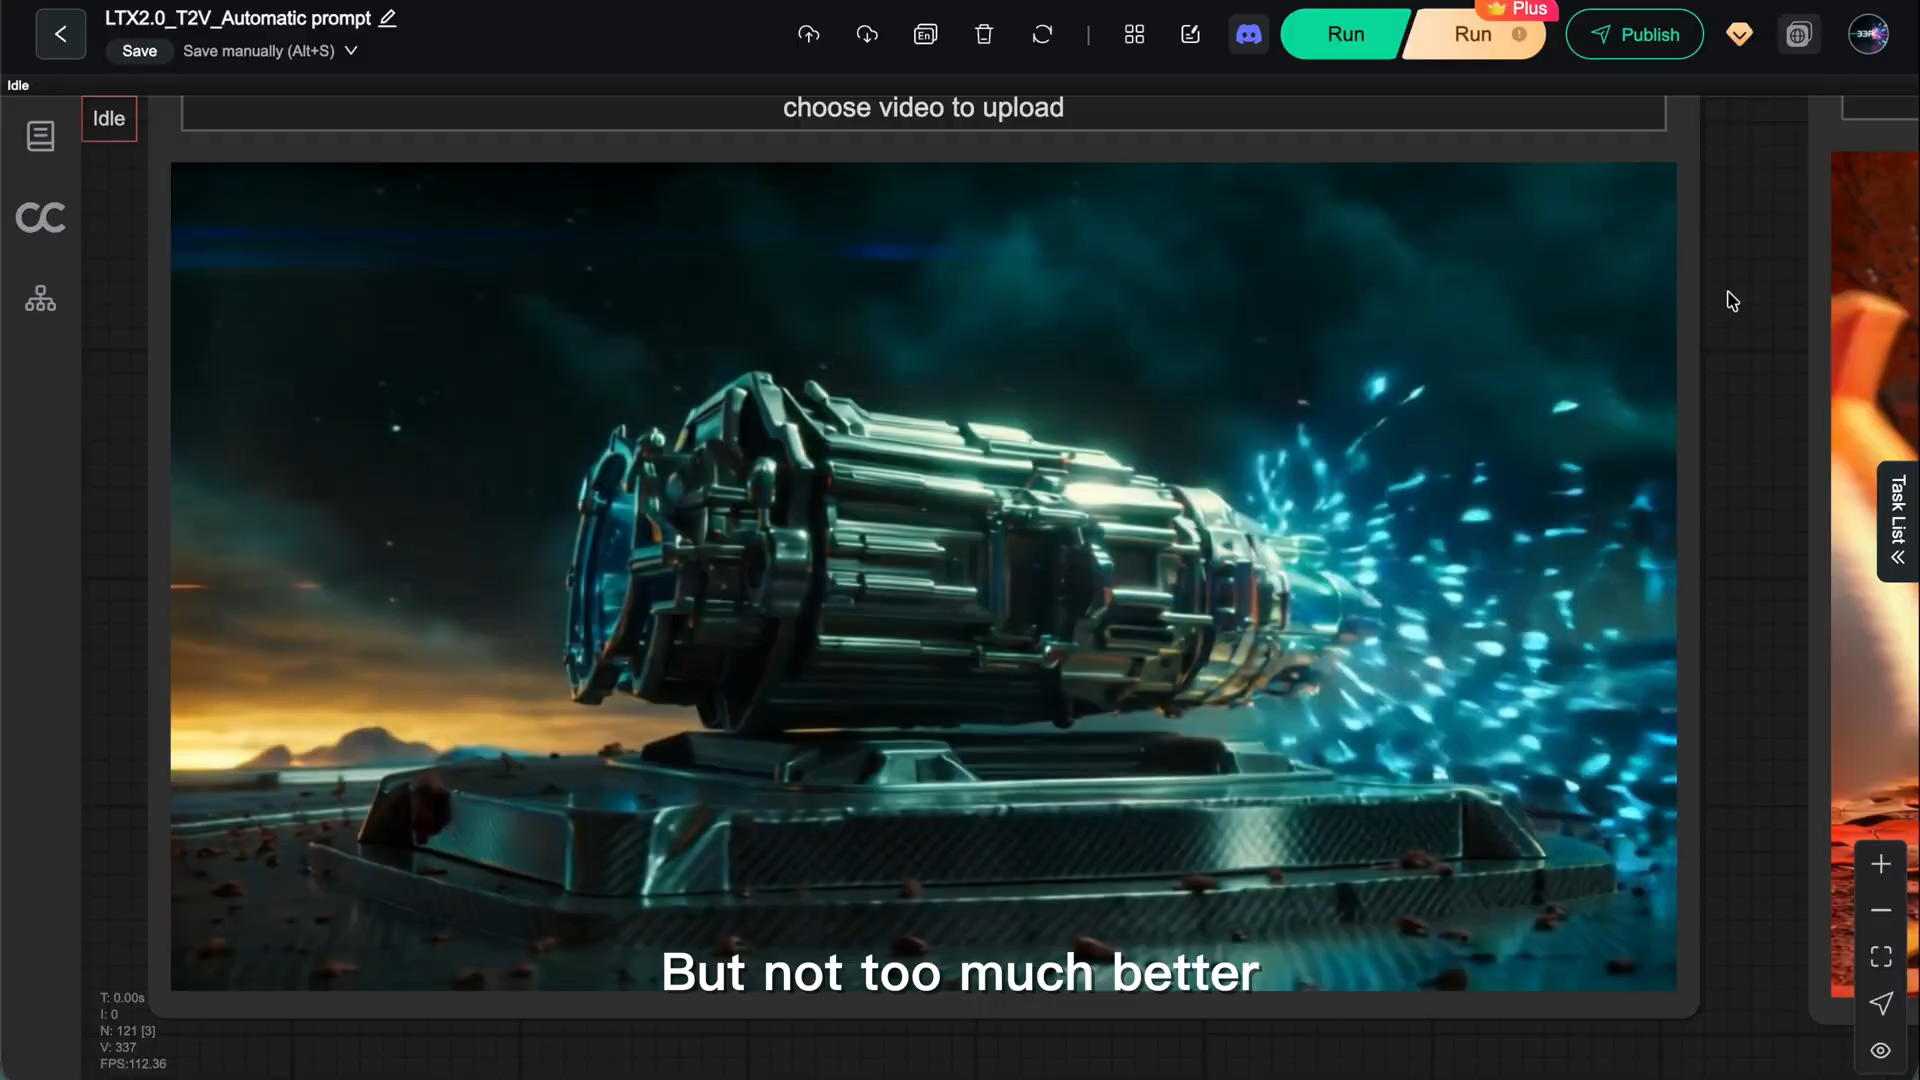 LTX2.0_T2V_Automatic prompt
Save
Save manually (Alt+S)
En
Run
Run
Plus
Publish
Idle
Idle
choose video to upload
Task List
But not too much better
T: 0.00s
I: 0
N: 121 [3]
V: 337
FPS:112.36